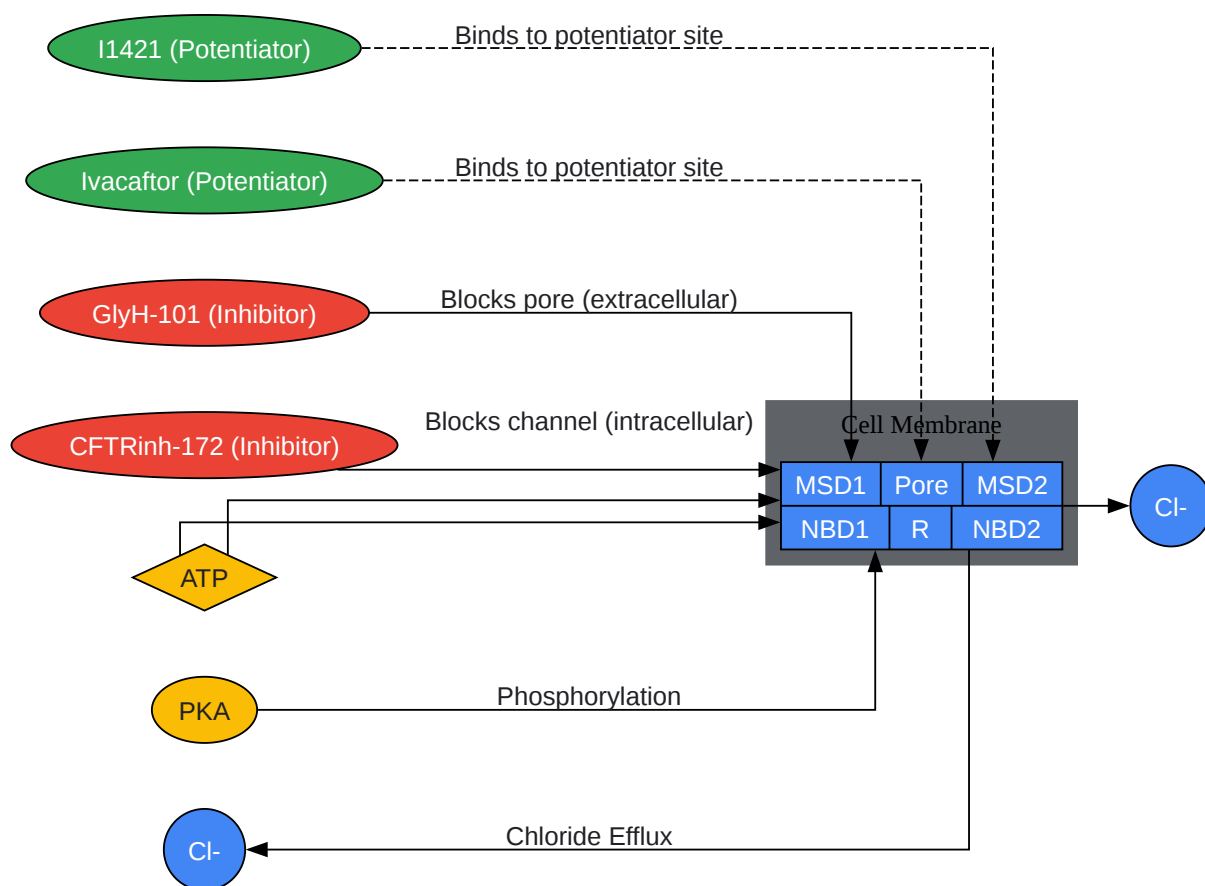 I1421 (Potentiator)
Binds to potentiator site
Ivacaftor (Potentiator)
Binds to potentiator site
GlyH-101 (Inhibitor)
Blocks pore (extracellular)
CFTRinh-172 (Inhibitor)
Blocks channel (intracellular)
Cell Membrane
MSD1 Pore MSD2
NBD1 R NBD2
Cl-
ATP
PKA
Phosphorylation
Cl-
Chloride Efflux